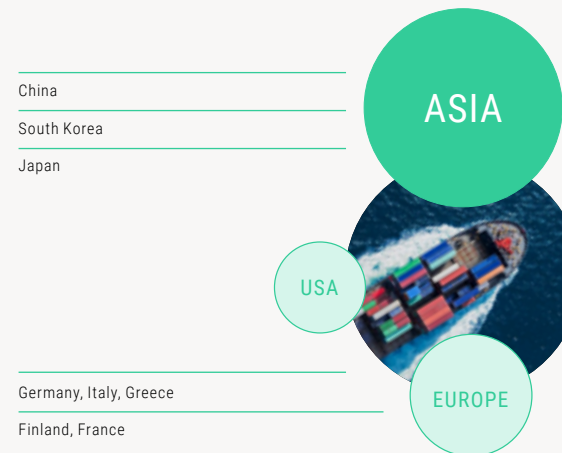 ASIA
China
South Korea
Japan
USA
Germany, Italy, Greece
EUROPE
Finland, France